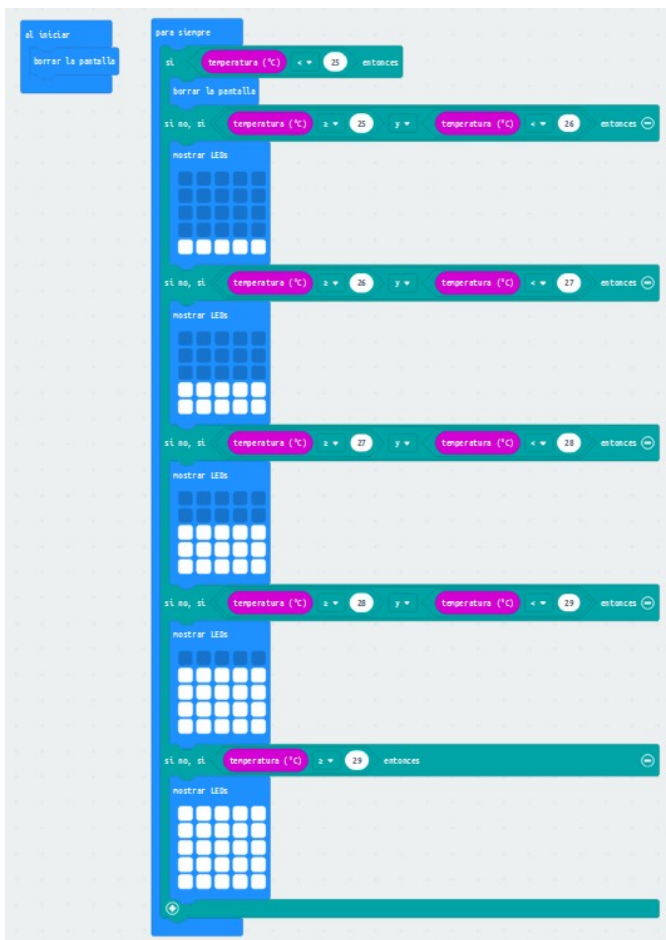 al iniciar
borrar la pantalla
para siempre
si temperatura (°C) < 25 entonces
borrar la pantalla
si no, si temperatura (°C) ≥ 25 y temperatura (°C) < 26 entonces
mostrar LEDs
si no, si temperatura (°C) ≥ 26 y temperatura (°C) < 27 entonces
mostrar LEDs
si no, si temperatura (°C) ≥ 27 y temperatura (°C) < 28 entonces
mostrar LEDs
si no, si temperatura (°C) ≥ 28 y temperatura (°C) < 29 entonces
mostrar LEDs
si no, si temperatura (°C) ≥ 29 entonces
mostrar LEDs